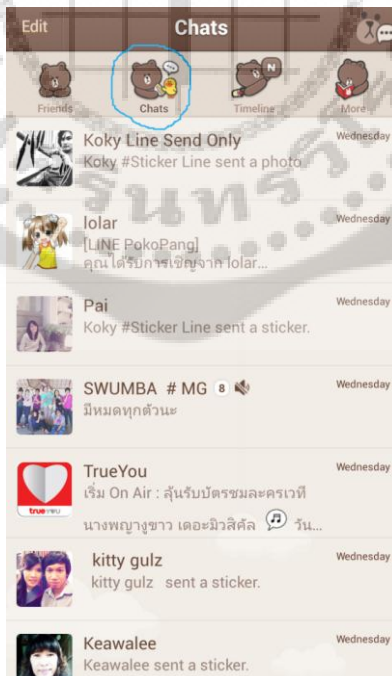 Edit
Chats
Friends
Chats
N
Timeline
More
Koky Line Send Only
Wednesday
Koky #Sticker Line sent a photo
lolar
Wednesday
[LINE PokoPang]
คุณได้รับการเชิญจาก lolar...
Pai
Wednesday
Koky #Sticker Line sent a sticker.
SWUMBA # MG 8
Wednesday
มีหมดทุกตัวนะ
TrueYou
Wednesday
เริ่ม On Air : ลุ้นรับบัตรชมละครเวที
นางพญางูขาว เดอะมิวสิคัล วัน...
trueyou
kitty gulz
Wednesday
kitty gulz sent a sticker.
Keawalee
Wednesday
Keawalee sent a sticker.